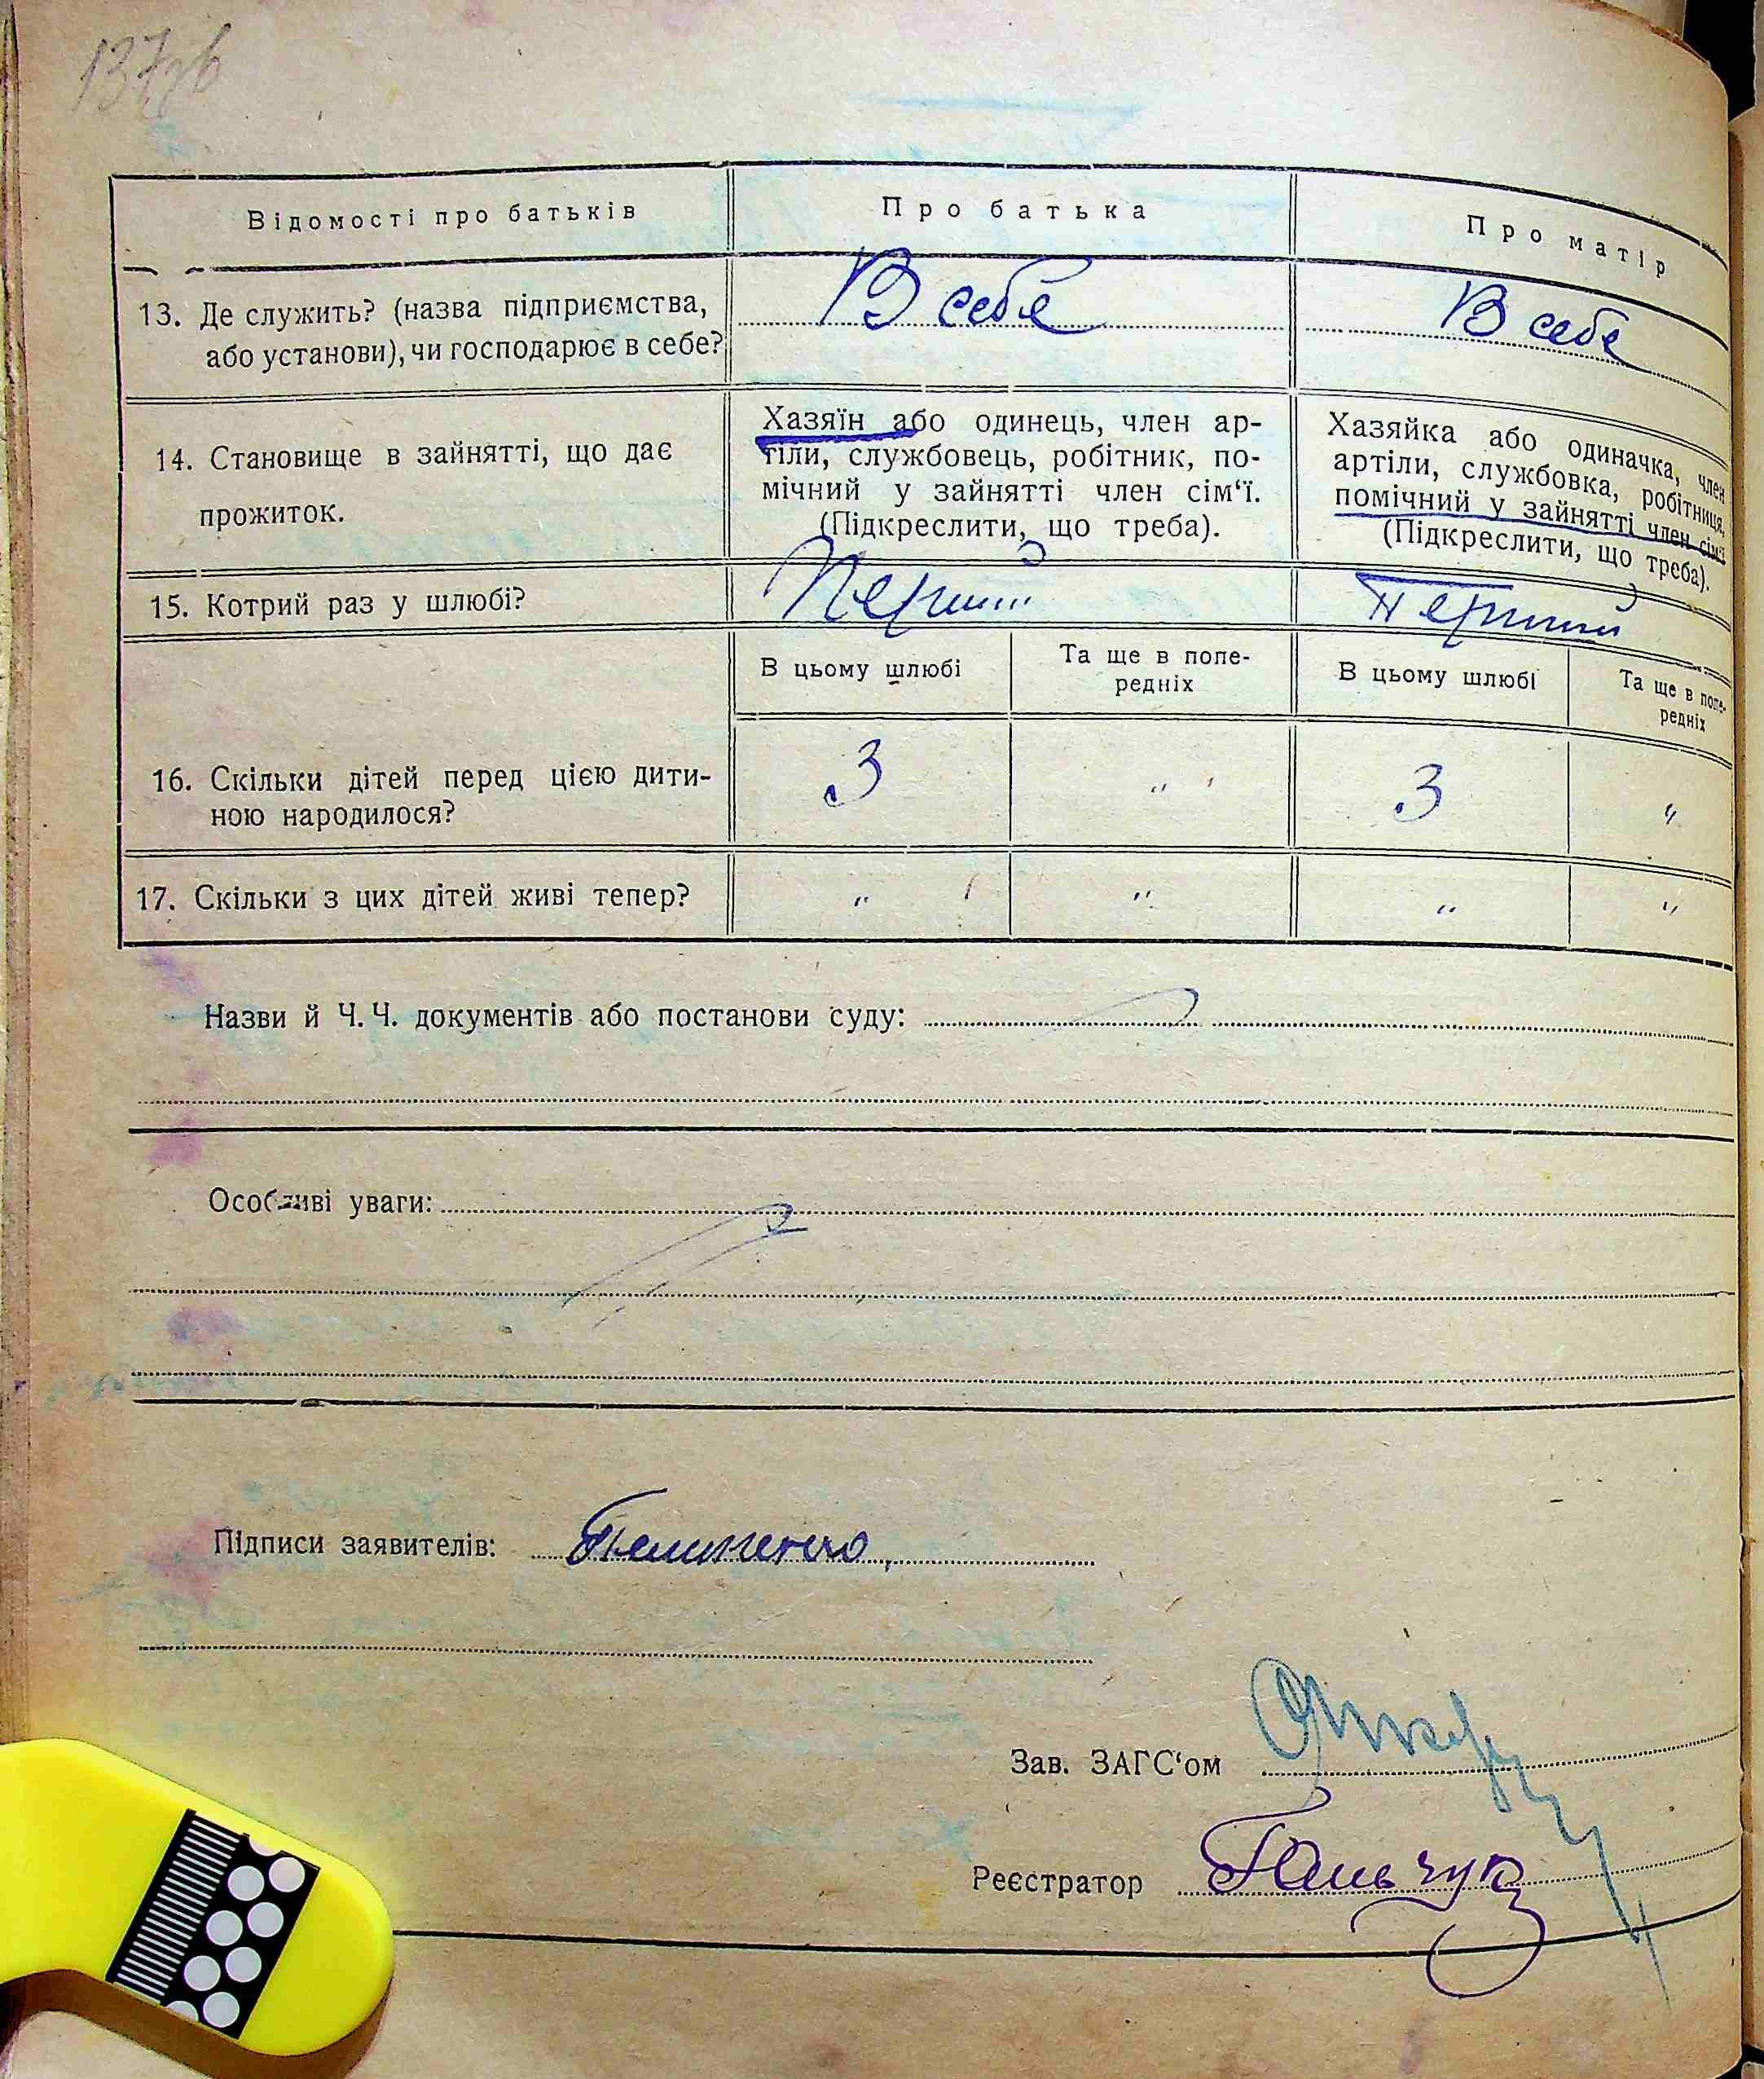 137зв
Відомості про батьків
Про батька
Про матір
13. Де служить? (назва підприємства,
або установи), чи господарює в себе?
В себе
В себе
14. Становище в зайнятті, що дає
прожиток.
Хазяїн або одинець, член ар-
тіли, службовець, робітник, по-
мічний у зайнятті член сім‘ї.
(Підкреслити, що треба).
Хазяйка або одиначка, член
артіли, службовка, робітниця,
помічний у зайнятті член сім‘ї
(Підкреслити, що треба).
15. Котрий раз у шлюбі?
Перший
Перший
В цьому шлюбі
Та ще в попе-
редніх
В цьому шлюбі
Та ще в попе-
редніх
16. Скільки дітей перед цією дити-
ною народилося?
3
"
3
"
17. Скільки з цих дітей живі тепер?
"
"
"
"
Назви й Ч. Ч. документів або постанови суду:
Особливі уваги:
Підписи заявителів:
Зав. ЗАГС‘ом
Реєстратор